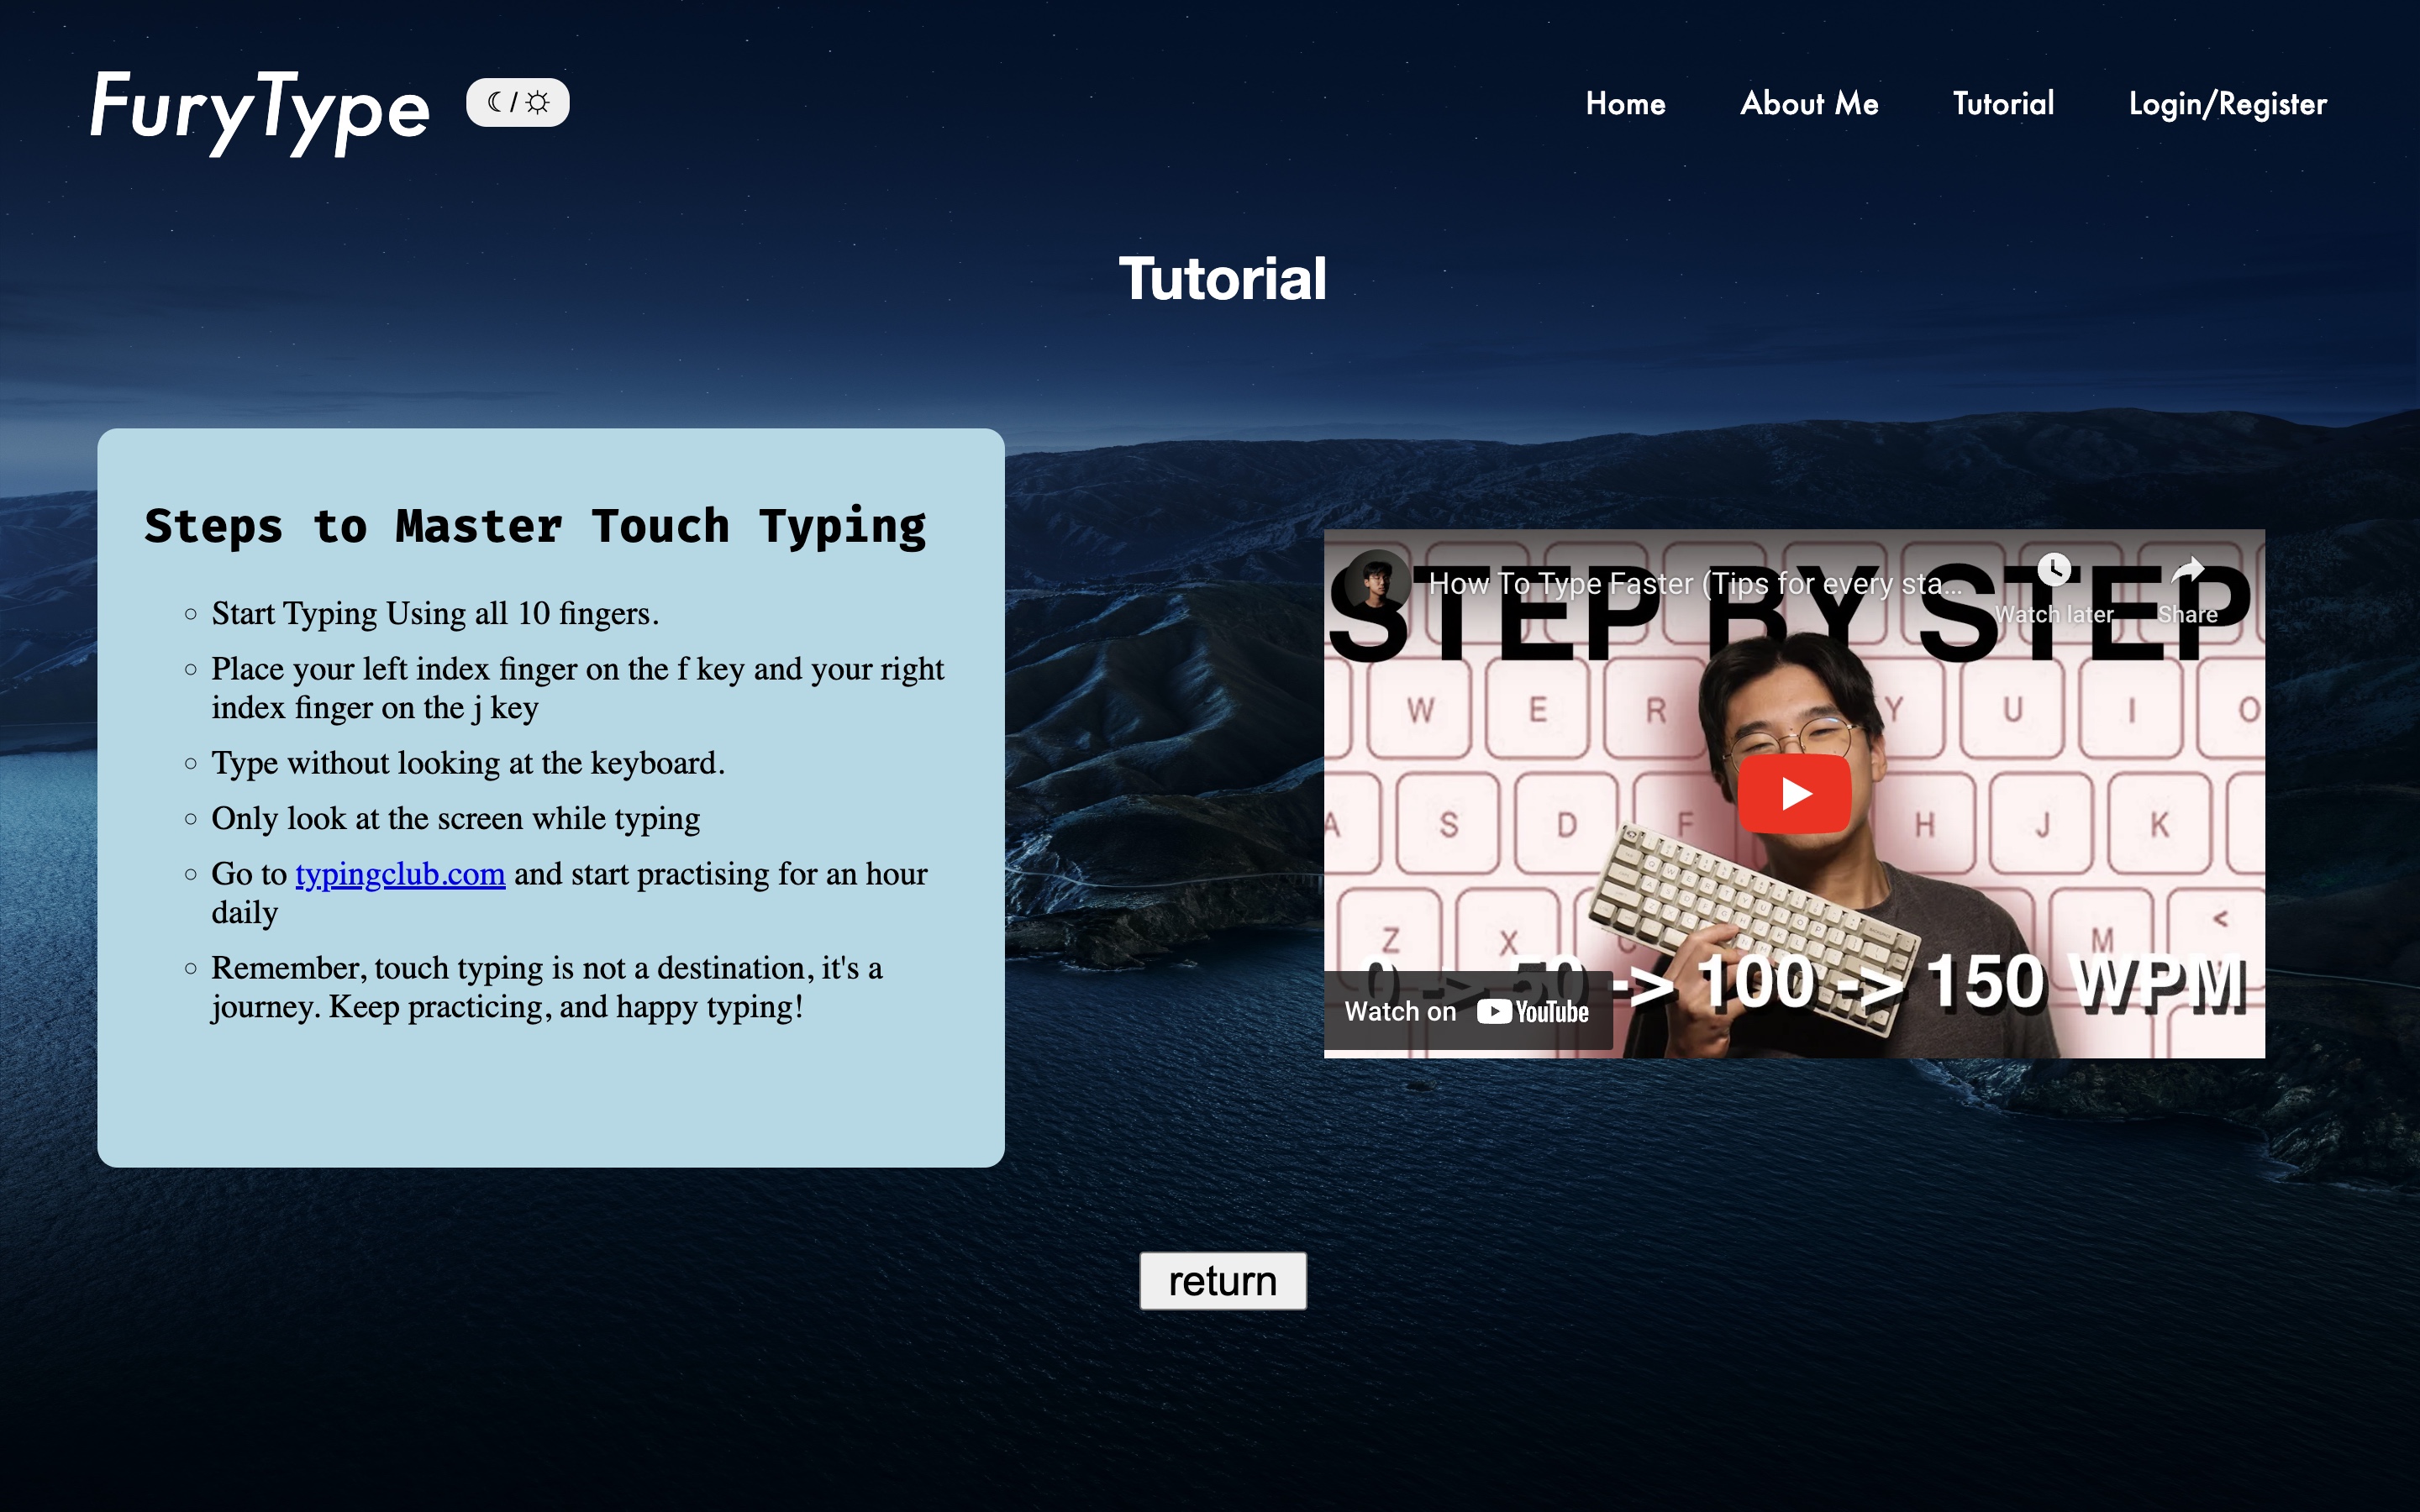 FuryType
☾ / ☼
Home About Me Tutorial Login/Register
Tutorial
Steps to Master Touch Typing
Start Typing Using all 10 fingers.
Place your left index finger on the f key and your right
index finger on the j key
Type without looking at the keyboard.
Only look at the screen while typing
Go to typingclub.com and start practising for an hour
daily
Remember, touch typing is not a destination, it's a
journey. Keep practicing, and happy typing!
How To Type Faster (Tips for every sta...
Watch later Share
STEP BY STEP
W E R Y U I O
A S D F H J K
Z X C M <
0 -> 50 -> 100 -> 150 WPM
Watch on YouTube
return